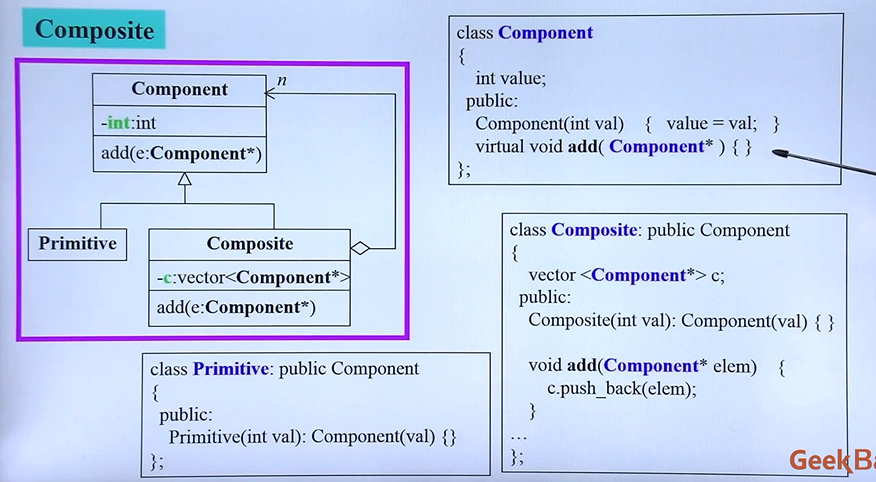 Composite
Component
n
-int:int
add(e:Component*)
Primitive
Composite
-c:vector<Component*>
add(e:Component*)
class Component
{
int value;
public:
Component(int val) { value = val; }
virtual void add( Component* ) { }
};
class Composite: public Component
{
vector <Component*> c;
public:
Composite(int val): Component(val) { }
void add(Component* elem) {
c.push_back(elem);
}
...
};
class Primitive: public Component
{
public:
Primitive(int val): Component(val) {}
};